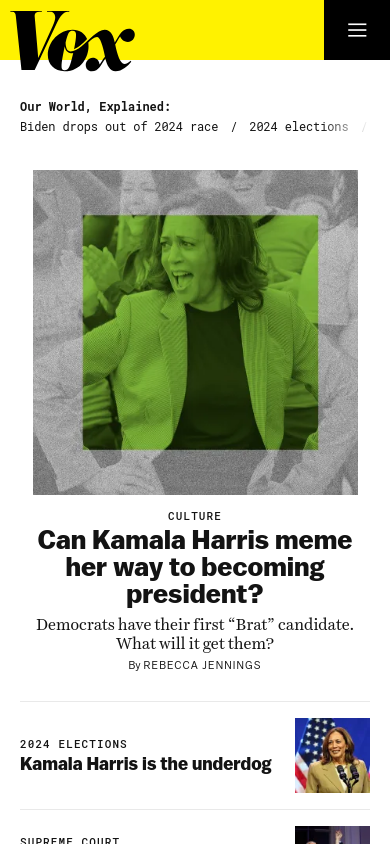 Vox
Our World, Explained:
Biden drops out of 2024 race / 2024 elections /
CULTURE
Can Kamala Harris meme
her way to becoming
president?
Democrats have their first “Brat” candidate.
What will it get them?
By REBECCA JENNINGS
2024 ELECTIONS
Kamala Harris is the underdog
SUPREME COURT